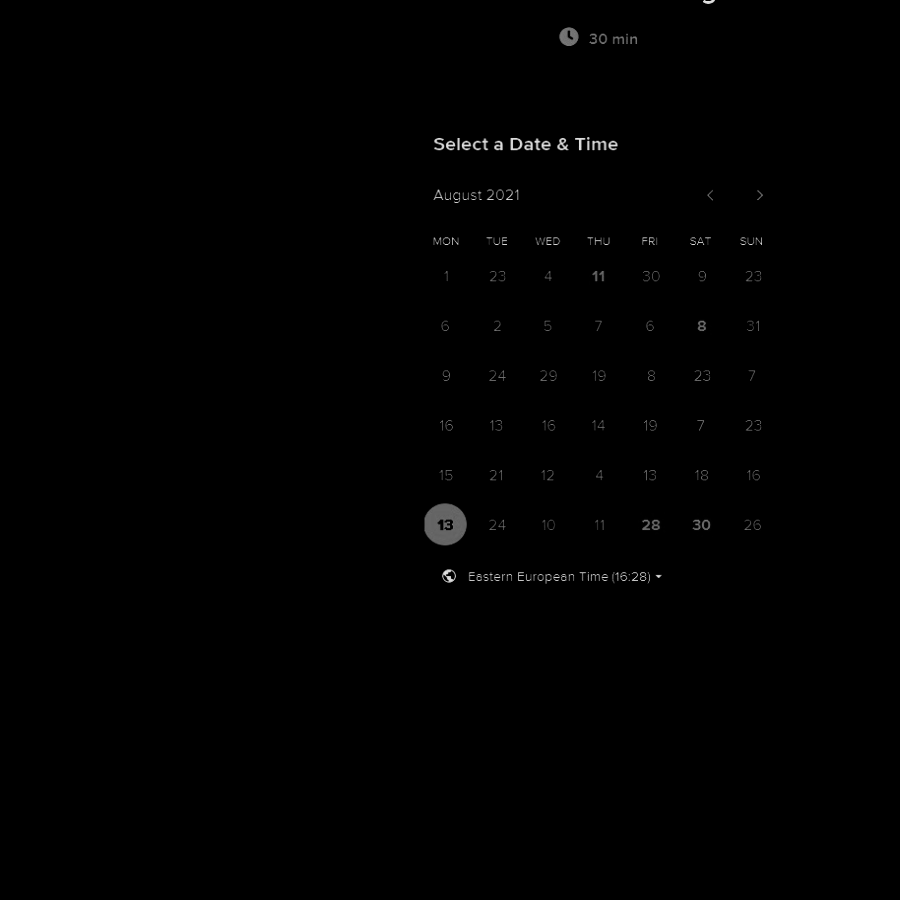 30 min
Select a Date & Time
August 2021
MON TUE WED THU FRI SAT SUN
1 23 4 11 30 9 23
6 2 5 7 6 8 31
9 24 29 19 8 23 7
16 13 16 14 19 7 23
15 21 12 4 13 18 16
13 24 10 11 28 30 26
Eastern European Time (16:28)